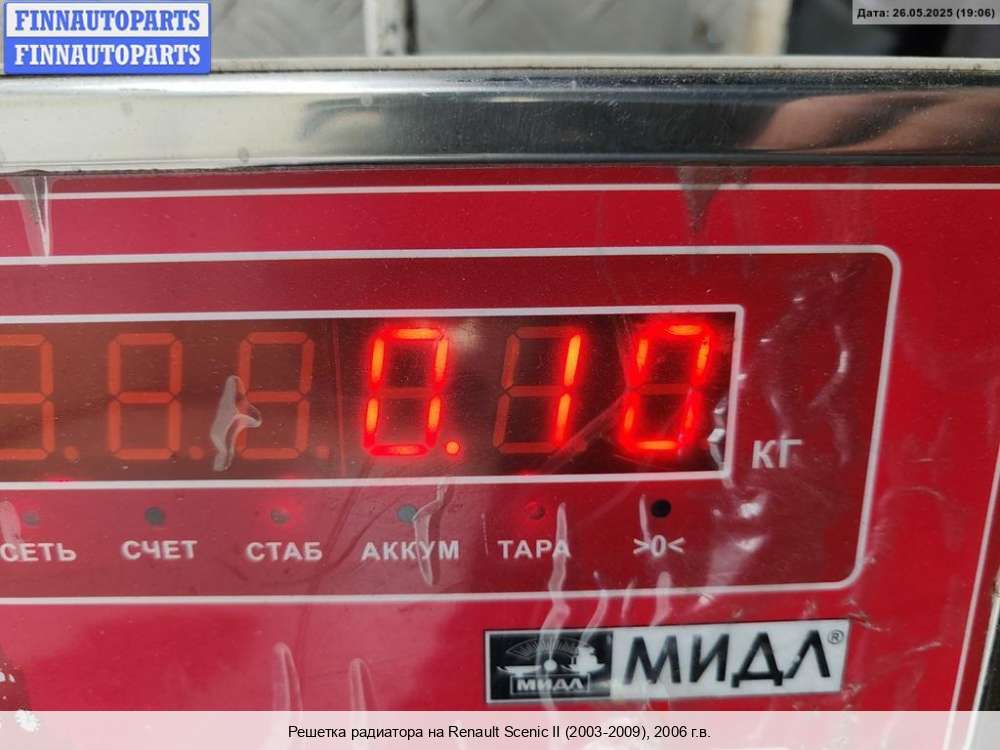 FINNAUTOPARTS
FINNAUTOPARTS
Дата: 26.05.2025 (19:06)
0.10
КГ
СЕТЬ СЧЕТ СТАБ АККУМ ТАРА >0<
МИДЛ МИДЛ®
Решетка радиатора на Renault Scenic II (2003-2009), 2006 г.в.